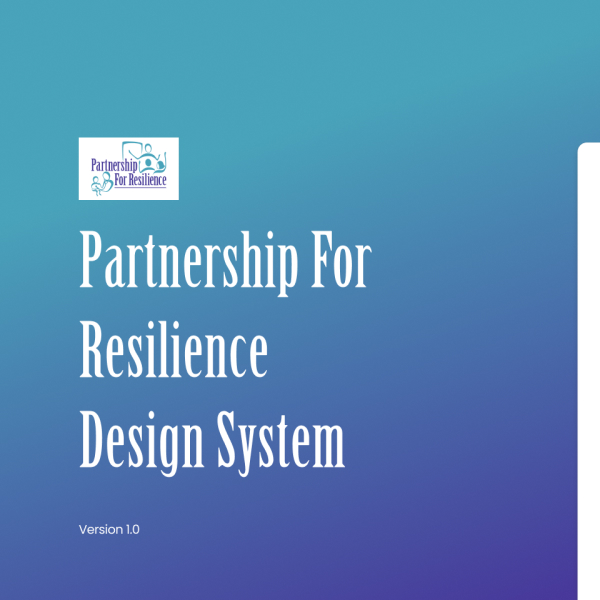 Partnership
For Resilience
Partnership For
Resilience
Design System
Version 1.0